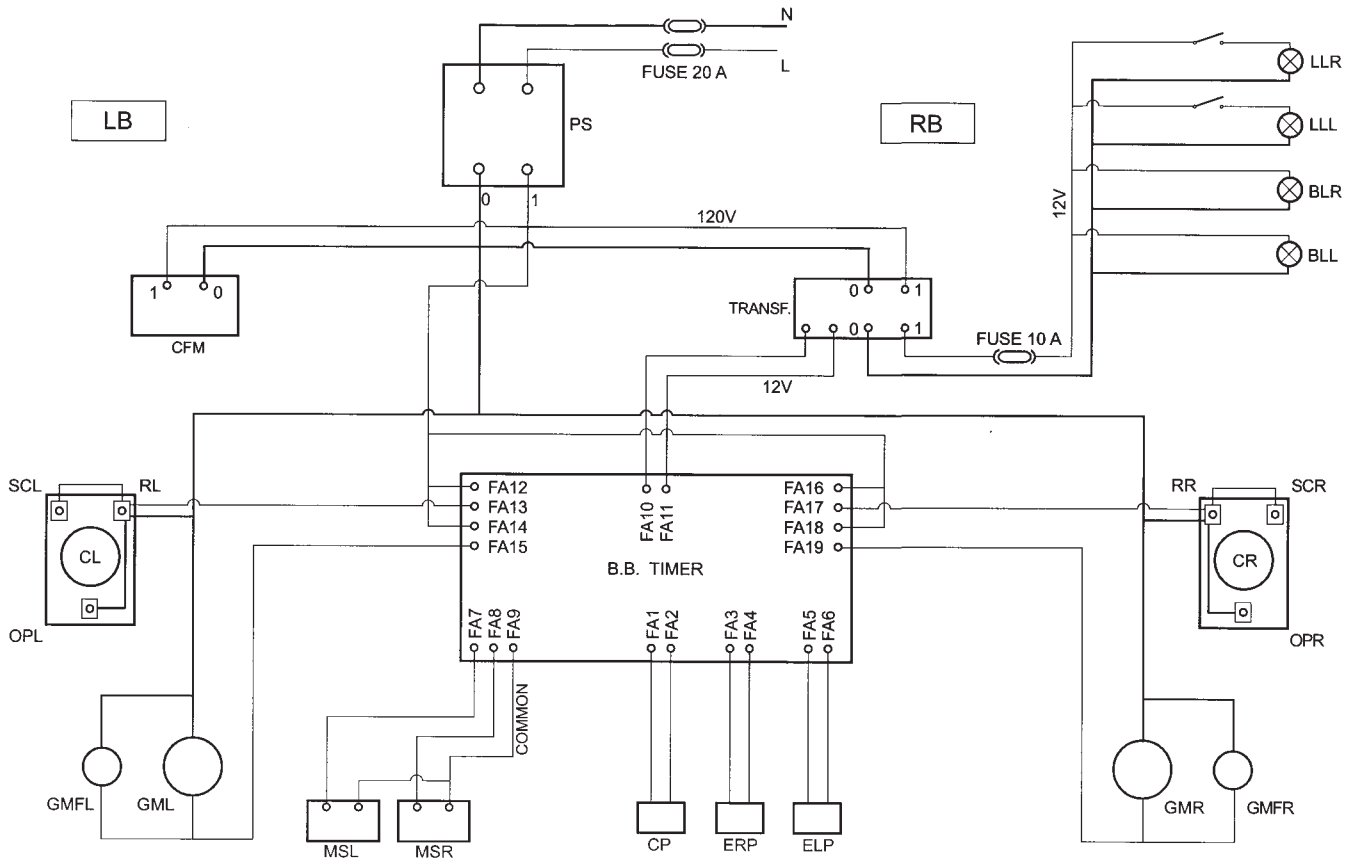 N
L
FUSE 20 A
LB
PS
RB
LLR
LLL
BLR
BLL
12V
0 1
120V
1 0
CFM
0 1
TRANSF.
0 1
FUSE 10 A
12V
SCL RL
FA12
FA13
FA14
FA15
FA10
FA11
FA16
FA17
FA18
FA19
RR SCR
CL
B.B. TIMER
CR
OPL
OPR
FA7
FA8
FA9
FA1
FA2
FA3
FA4
FA5
FA6
COMMON
GMFL GML
MSL
MSR
CP
ERP
ELP
GMR
GMFR